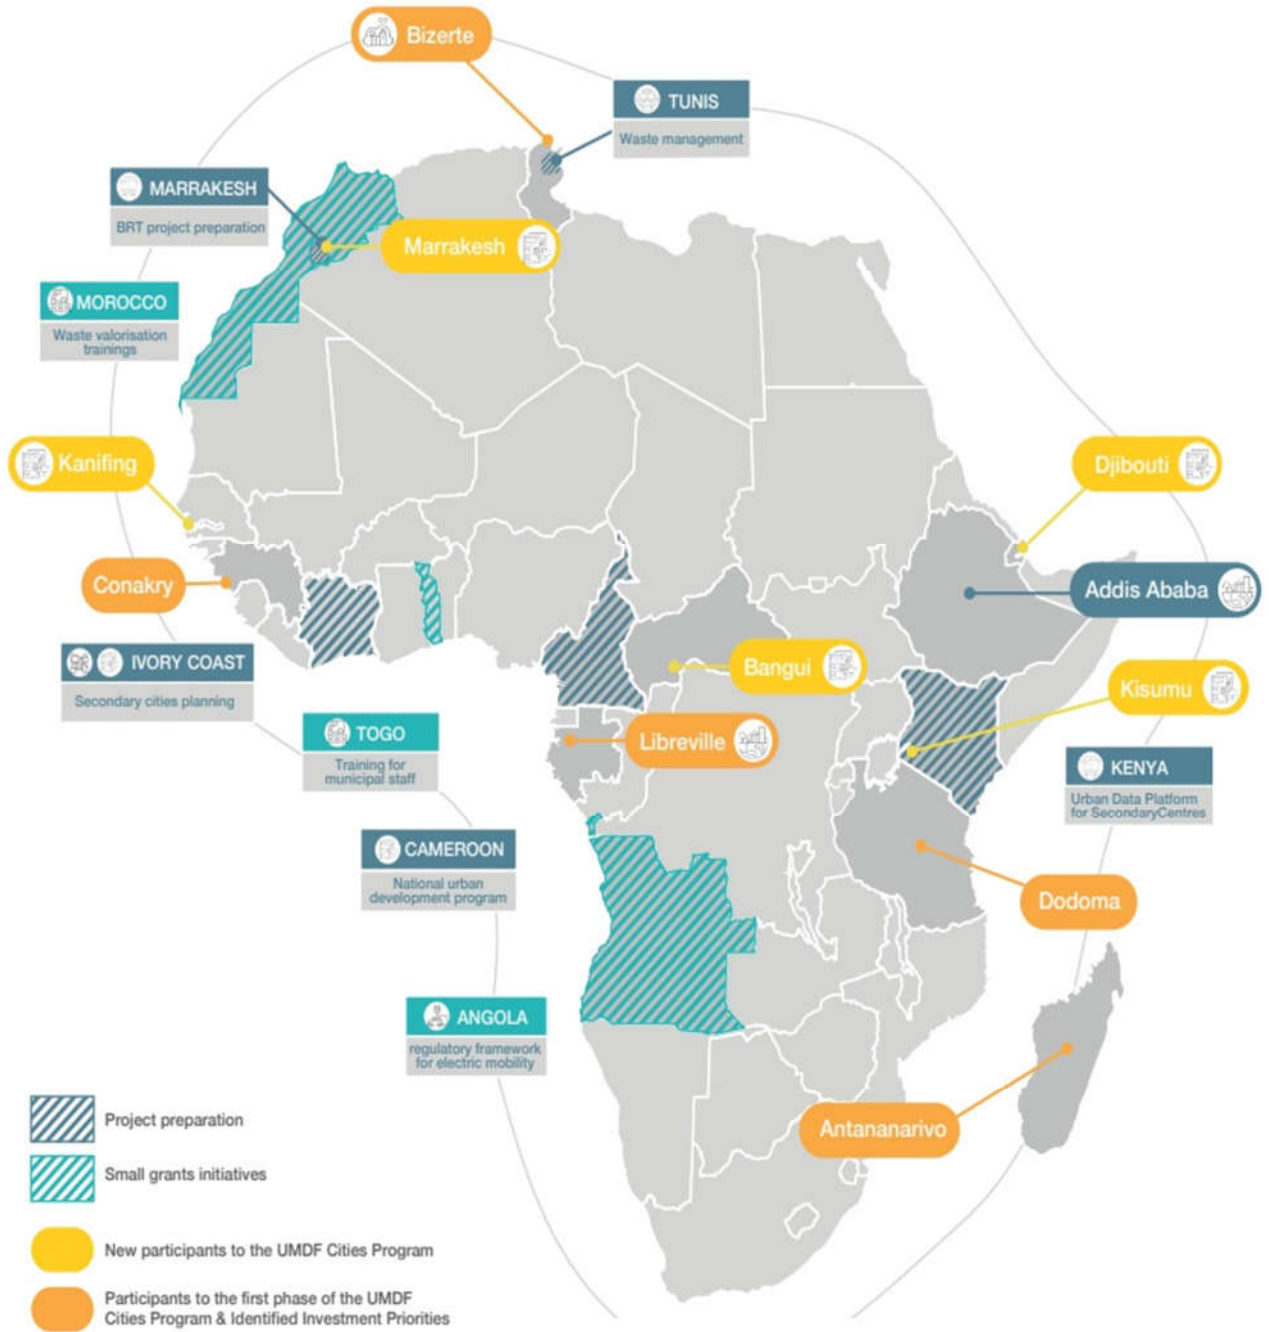 Bizerte
TUNIS
Waste management
MARRAKESH
BRT project preparation
Marrakesh
MOROCCO
Waste valorisation
trainings
Kanifing
Djibouti
Conakry
Addis Ababa
IVORY COAST
Secondary cities planning
Bangui
Kisumu
TOGO
Training for
municipal staff
Libreville
KENYA
Urban Data Platform
for SecondaryCentres
CAMEROON
National urban
development program
Dodoma
ANGOLA
regulatory framework
for electric mobility
Antananarivo
Project preparation
Small grants initiatives
New participants to the UMDF Cities Program
Participants to the first phase of the UMDF
Cities Program & Identified Investment Priorities